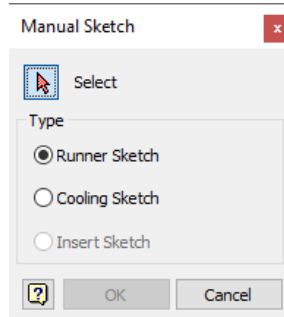 Manual Sketch
x
Select
Type
Runner Sketch
Cooling Sketch
Insert Sketch
?
OK
Cancel